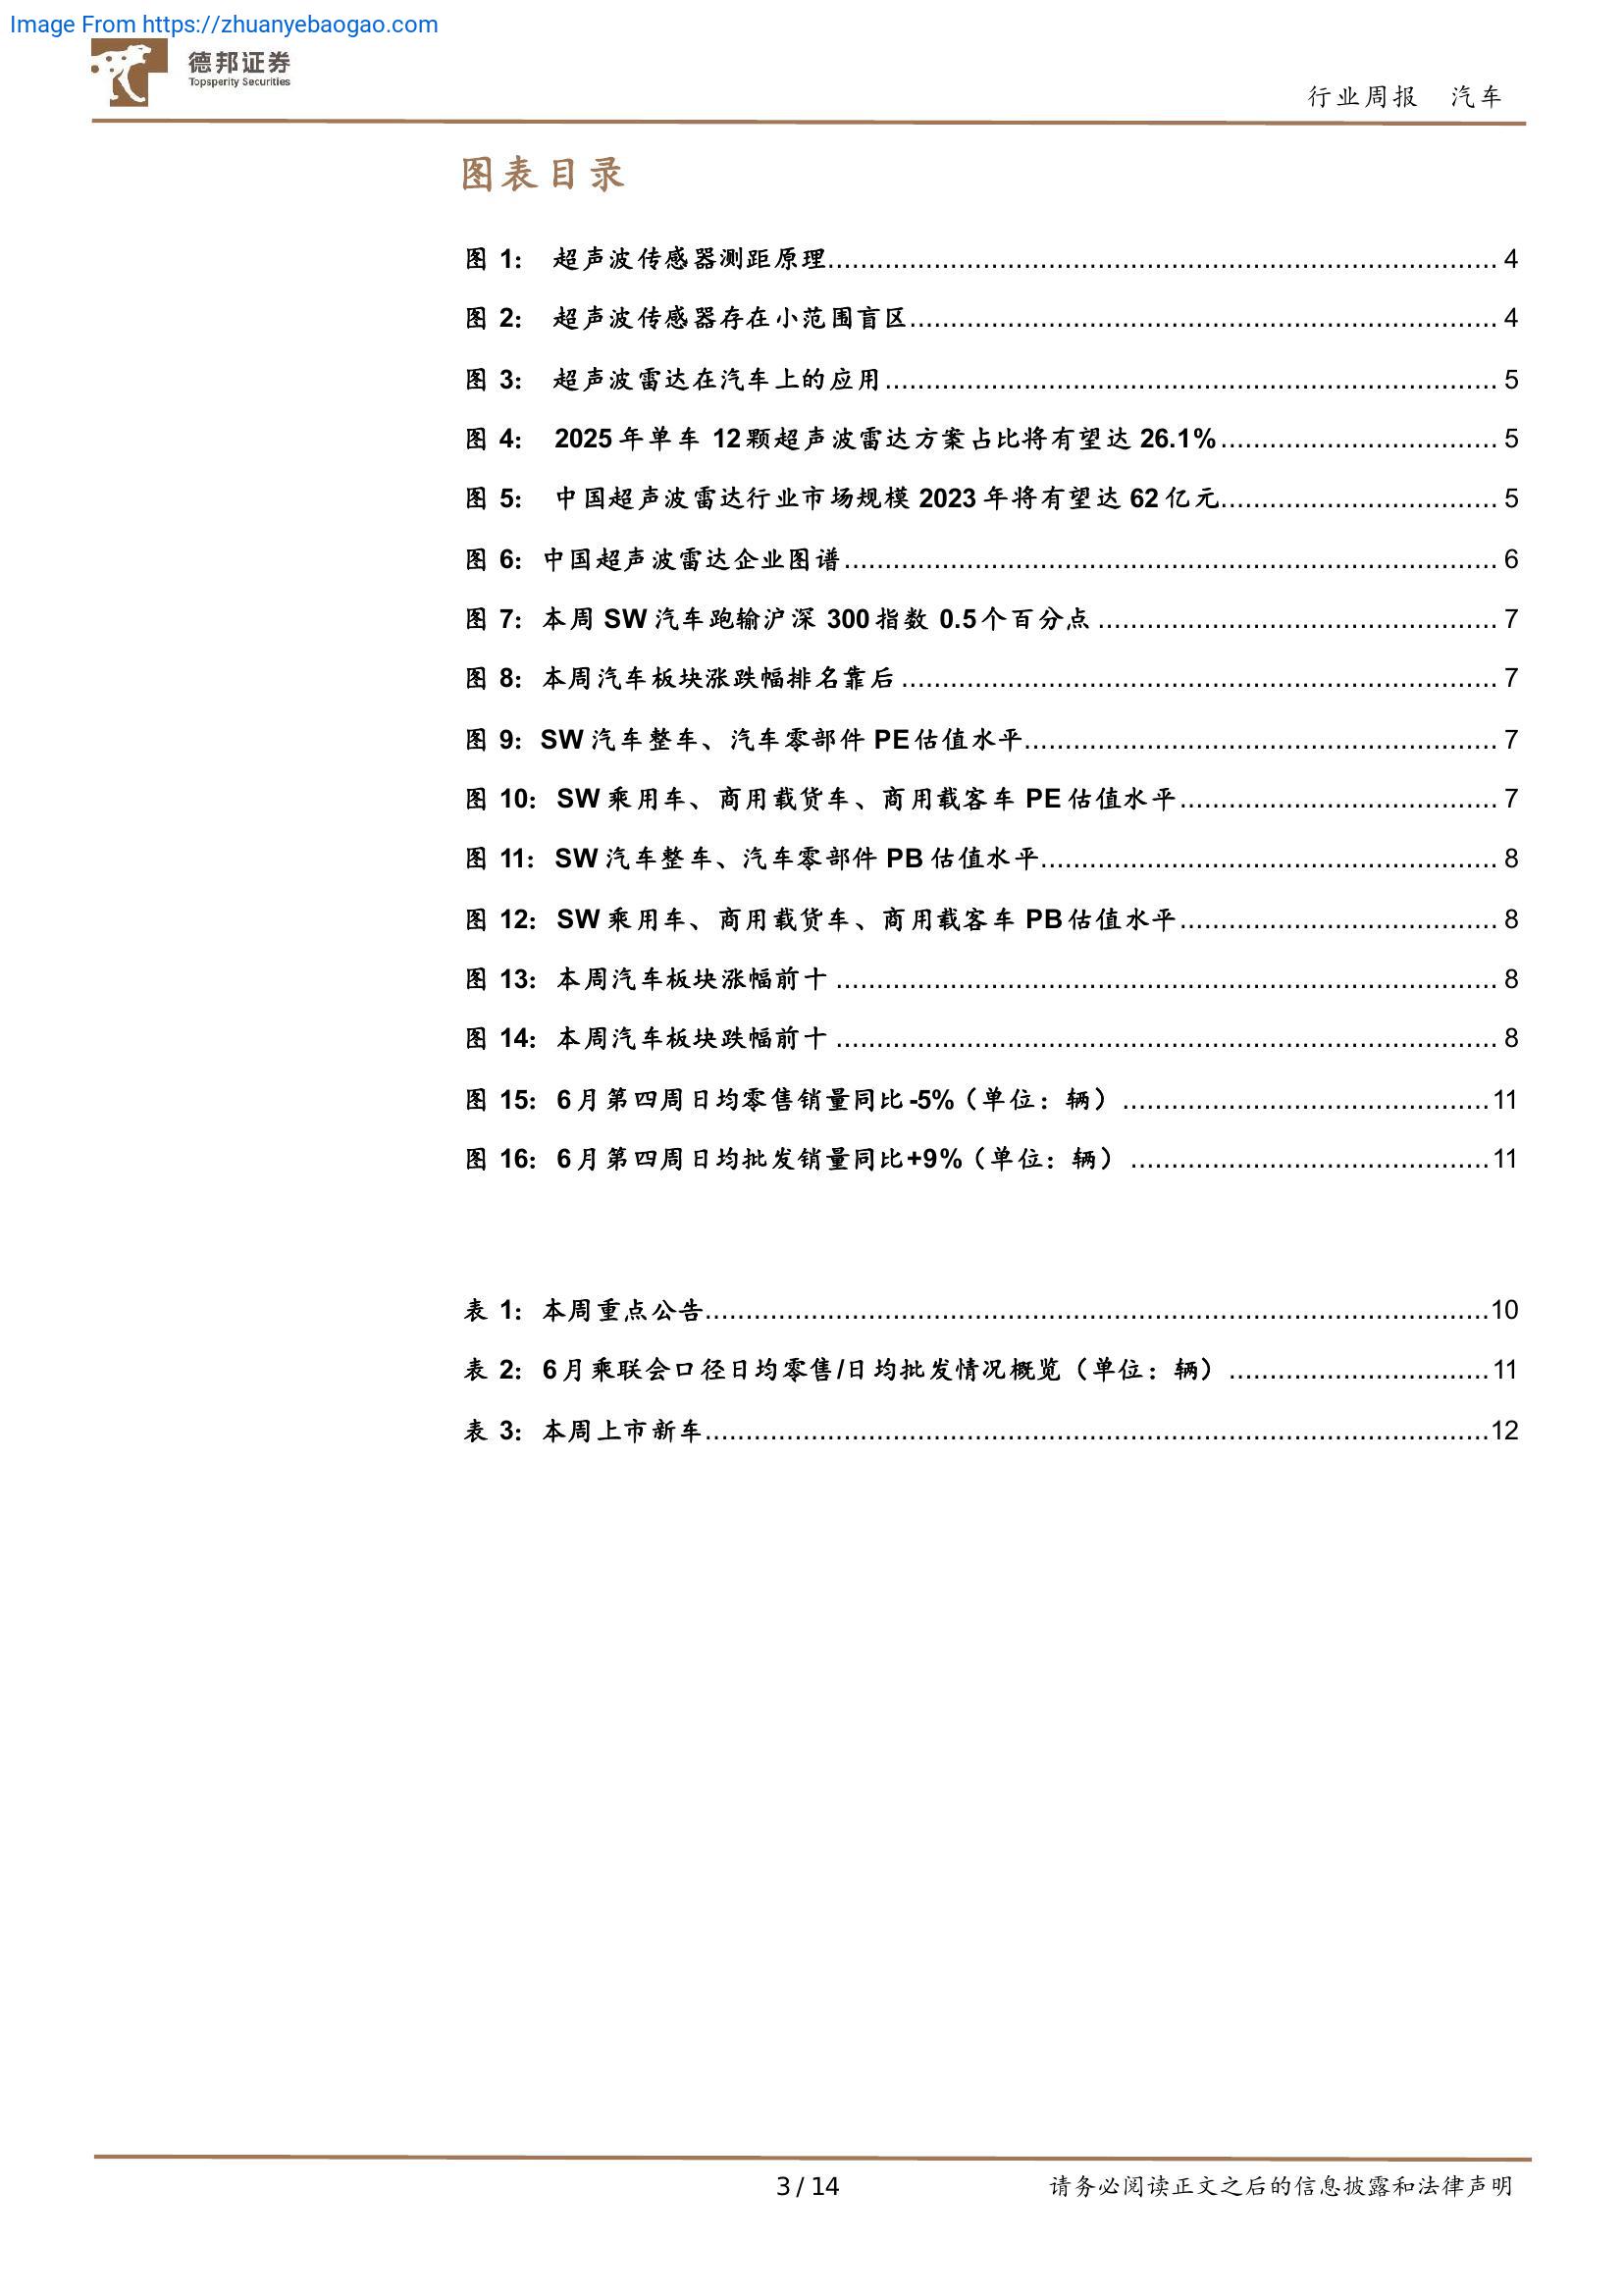 Image From https://zhuanyebaogao.com
德邦证券
Topsperity Securities
行业周报 汽车
图表目录
图 1： 超声波传感器测距原理................................................................................ 4
图 2： 超声波传感器存在小范围盲区...................................................................... 4
图 3： 超声波雷达在汽车上的应用......................................................................... 5
图 4： 2025 年单车 12 颗超声波雷达方案占比将有望达 26.1%................................. 5
图 5： 中国超声波雷达行业市场规模 2023 年将有望达 62 亿元................................. 5
图 6：中国超声波雷达企业图谱.............................................................................. 6
图 7：本周 SW 汽车跑输沪深 300 指数 0.5 个百分点 ............................................... 7
图 8：本周汽车板块涨跌幅排名靠后 ....................................................................... 7
图 9：SW 汽车整车、汽车零部件 PE 估值水平........................................................ 7
图 10：SW 乘用车、商用载货车、商用载客车 PE 估值水平...................................... 7
图 11：SW 汽车整车、汽车零部件 PB 估值水平...................................................... 8
图 12：SW 乘用车、商用载货车、商用载客车 PB 估值水平...................................... 8
图 13：本周汽车板块涨幅前十 ............................................................................... 8
图 14：本周汽车板块跌幅前十 ............................................................................... 8
图 15：6 月第四周日均零售销量同比-5%（单位：辆） ............................................11
图 16：6 月第四周日均批发销量同比+9%（单位：辆） ...........................................11
表 1：本周重点公告..............................................................................................10
表 2：6 月乘联会口径日均零售/日均批发情况概览（单位：辆） ...............................11
表 3：本周上市新车..............................................................................................12
3 / 14
请务必阅读正文之后的信息披露和法律声明